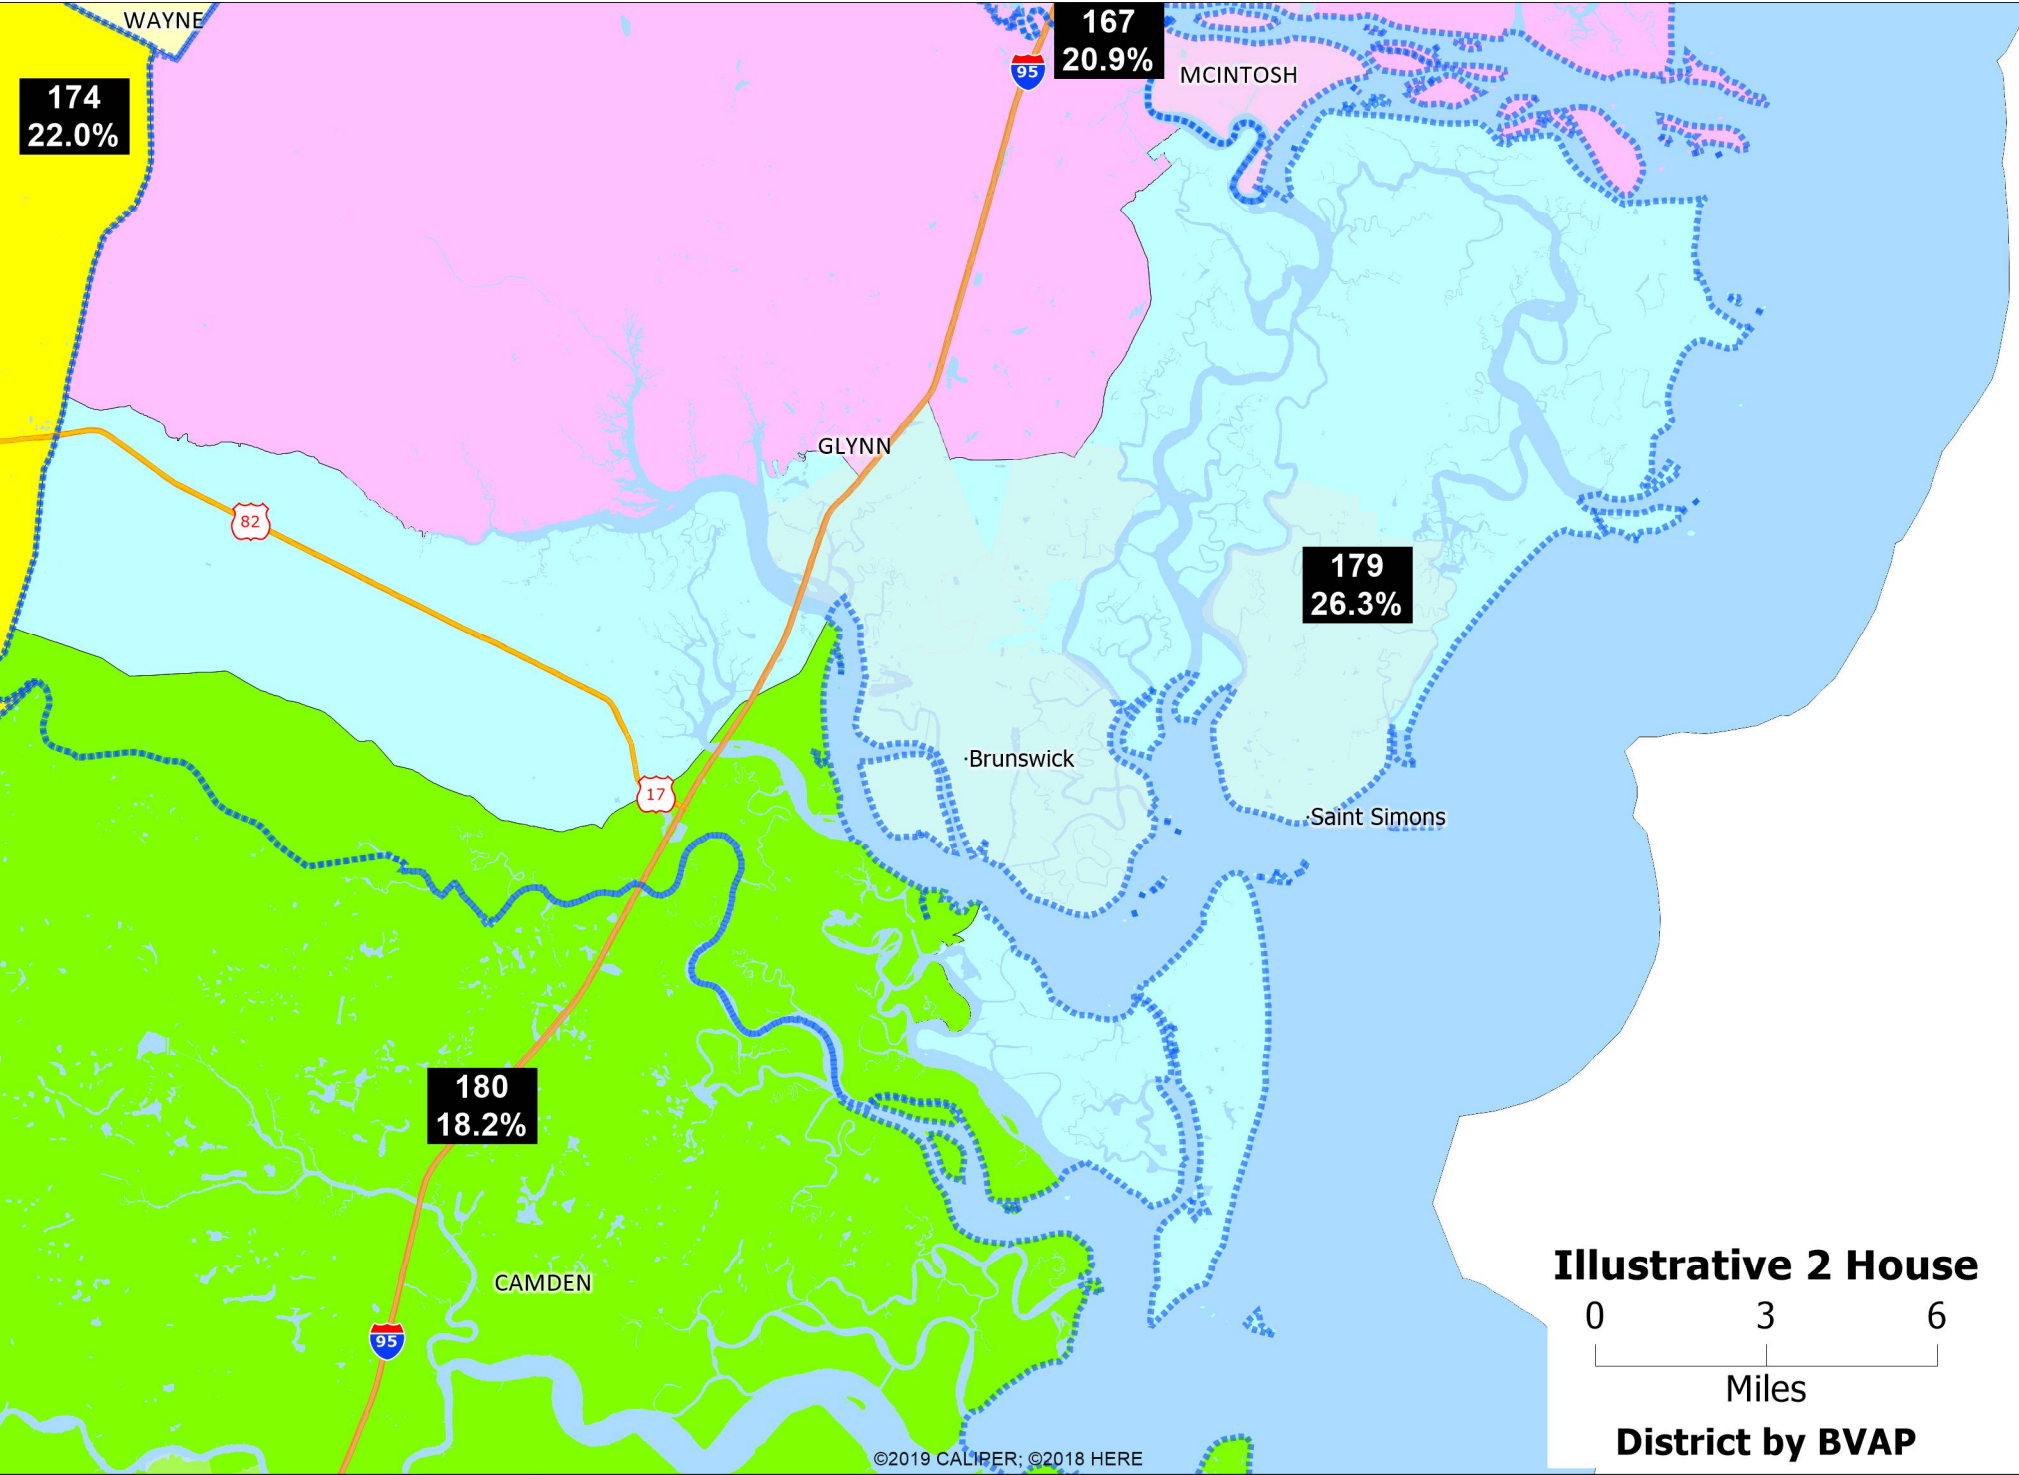 WAYNE
167
20.9%
95
MCINTOSH
174
22.0%
GLYNN
82
179
26.3%
Brunswick
17
Saint Simons
180
18.2%
CAMDEN
95
Illustrative 2 House
0 3 6
Miles
District by BVAP
©2019 CALIPER; ©2018 HERE